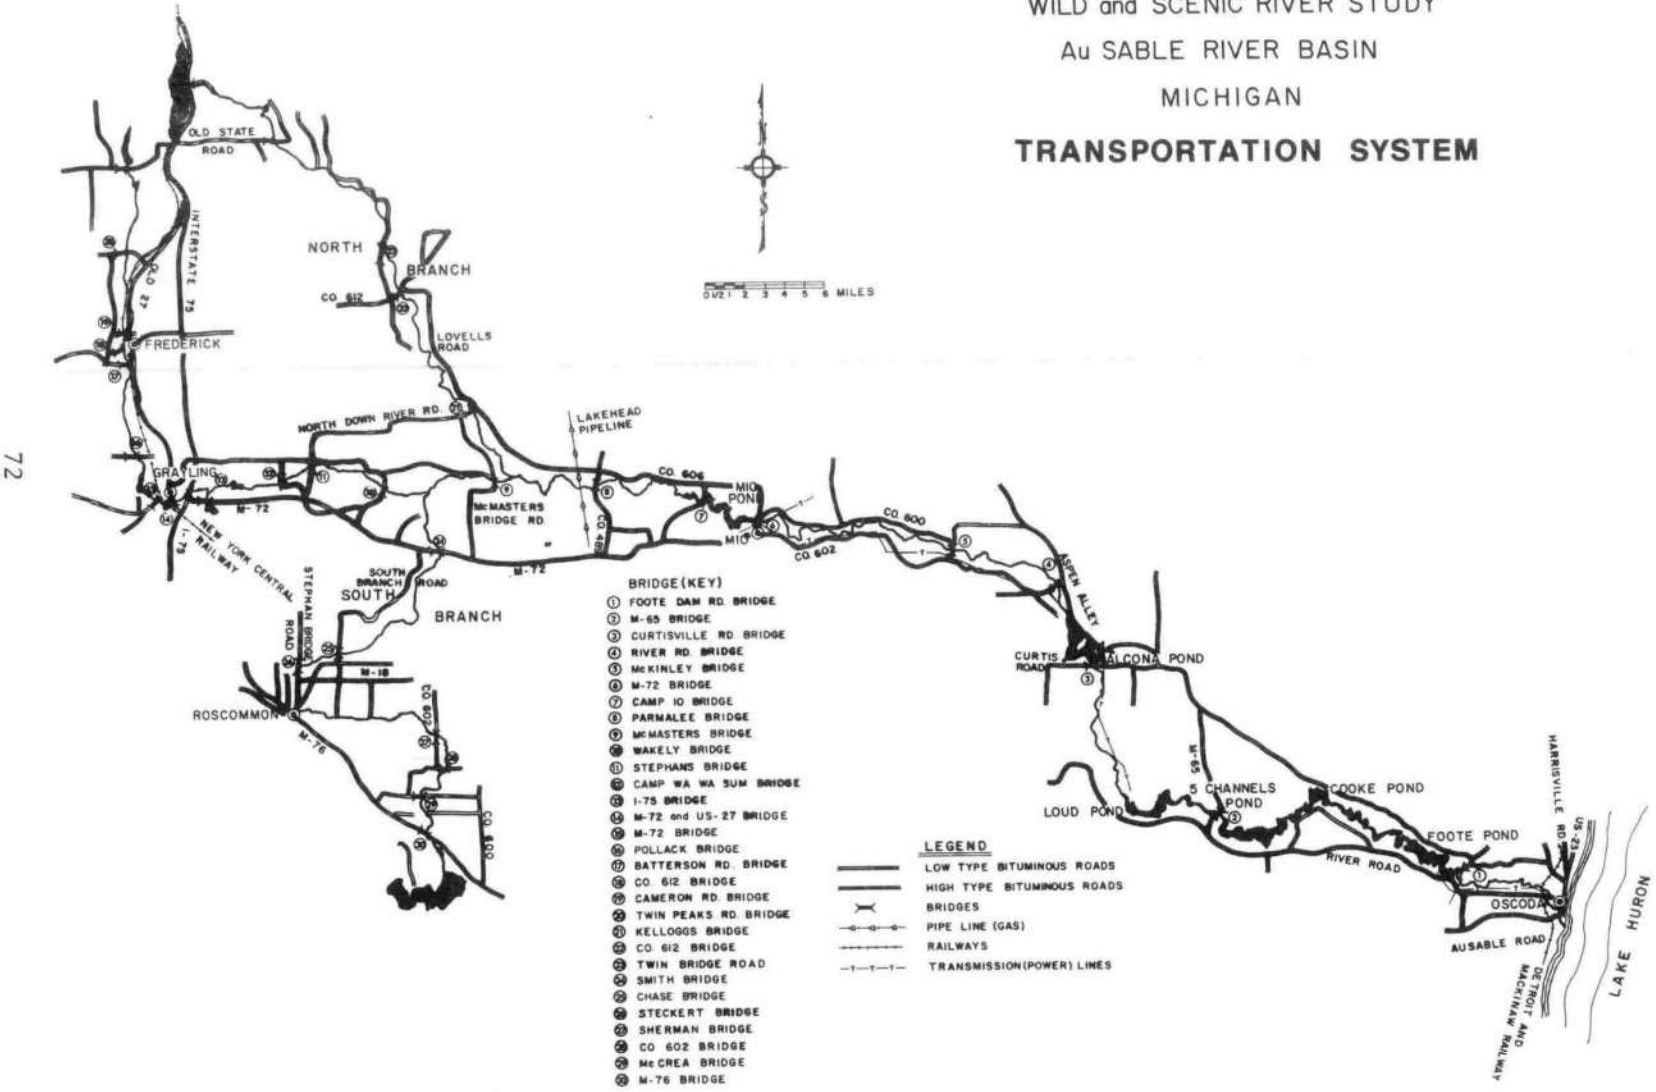 WILD and SCENIC RIVER STUDY
Au SABLE RIVER BASIN
MICHIGAN
TRANSPORTATION SYSTEM
OLD STATE
ROAD
INTERSTATE 75
NORTH
BRANCH
CO 612
OLD 27
FREDERICK
LOVELLS
ROAD
0 1/2 1 2 3 4 5 6 MILES
NORTH DOWN RIVER RD.
LAKEHEAD
PIPELINE
72
GRAYLING
M-72
I-75
NEW YORK CENTRAL
RAILWAY
McMASTERS
BRIDGE RD.
CO. 489
CO. 606
MIO
POND
MIO
CO. 602
CO. 600
M-72
SOUTH
BRANCH ROAD
SOUTH
BRANCH
STEPHAN BRIDGE
ROAD
M-18
ROSCOMMON
M-76
CO. 602
CO. 600
ASPEN ALLEY
CURTIS
ROAD
ALCONA POND
M-65
LOUD POND
5 CHANNELS
POND
COOKE POND
FOOTE POND
RIVER ROAD
HARRISVILLE RD.
US-23
OSCODA
AUSABLE ROAD
DETROIT AND
MACKINAW RAILWAY
LAKE HURON
BRIDGE (KEY)
1 FOOTE DAM RD. BRIDGE
2 M-65 BRIDGE
3 CURTISVILLE RD. BRIDGE
4 RIVER RD. BRIDGE
5 McKINLEY BRIDGE
6 M-72 BRIDGE
7 CAMP 10 BRIDGE
8 PARMALEE BRIDGE
9 McMASTERS BRIDGE
10 WAKELY BRIDGE
11 STEPHANS BRIDGE
12 CAMP WA WA SUM BRIDGE
13 I-75 BRIDGE
14 M-72 and US-27 BRIDGE
15 M-72 BRIDGE
16 POLLACK BRIDGE
17 BATTERSON RD. BRIDGE
18 CO. 612 BRIDGE
19 CAMERON RD. BRIDGE
20 TWIN PEAKS RD. BRIDGE
21 KELLOGGS BRIDGE
22 CO. 612 BRIDGE
23 TWIN BRIDGE ROAD
24 SMITH BRIDGE
25 CHASE BRIDGE
26 STECKERT BRIDGE
27 SHERMAN BRIDGE
28 CO 602 BRIDGE
29 McCREA BRIDGE
30 M-76 BRIDGE
LEGEND
LOW TYPE BITUMINOUS ROADS
HIGH TYPE BITUMINOUS ROADS
BRIDGES
PIPE LINE (GAS)
RAILWAYS
TRANSMISSION (POWER) LINES